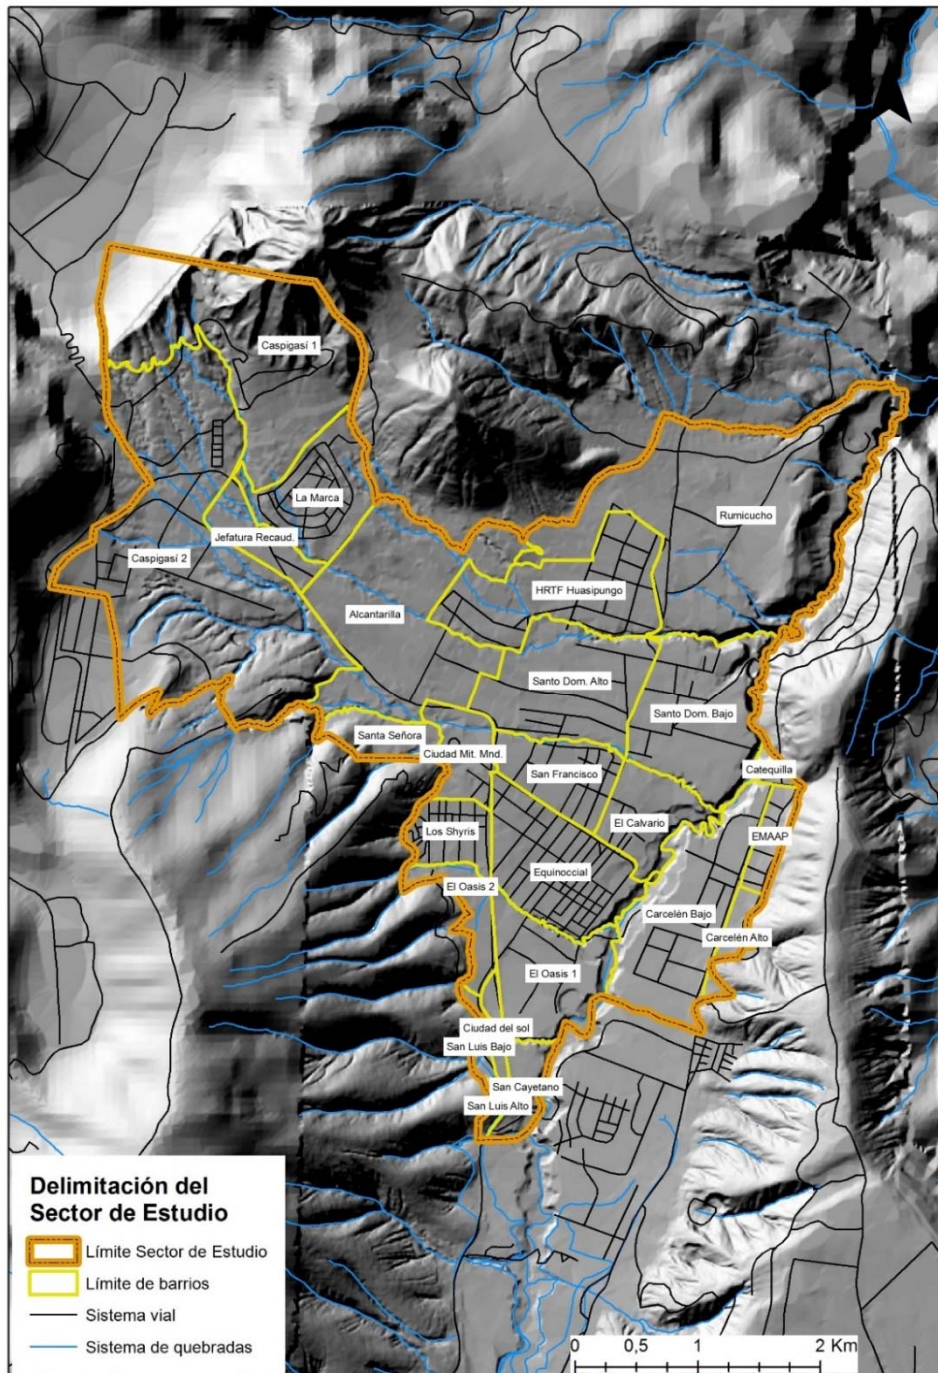 Caspigasí 1
La Marca
Rumicucho
Jefatura Recaud.
Caspigasí 2
HRTF Huasipungo
Alcantarilla
Santo Dom. Alto
Santo Dom. Bajo
Santa Señora
Ciudad Mit. Mnd.
Catequilla
San Francisco
El Calvario
Los Shyris
EMAAP
Equinoccial
El Oasis 2
Carcelén Bajo
Carcelén Alto
El Oasis 1
Ciudad del sol
San Luis Bajo
San Cayetano
San Luis Alto
Delimitación del
Sector de Estudio
Límite Sector de Estudio
Límite de barrios
Sistema vial
Sistema de quebradas
0 0,5 1 2 Km